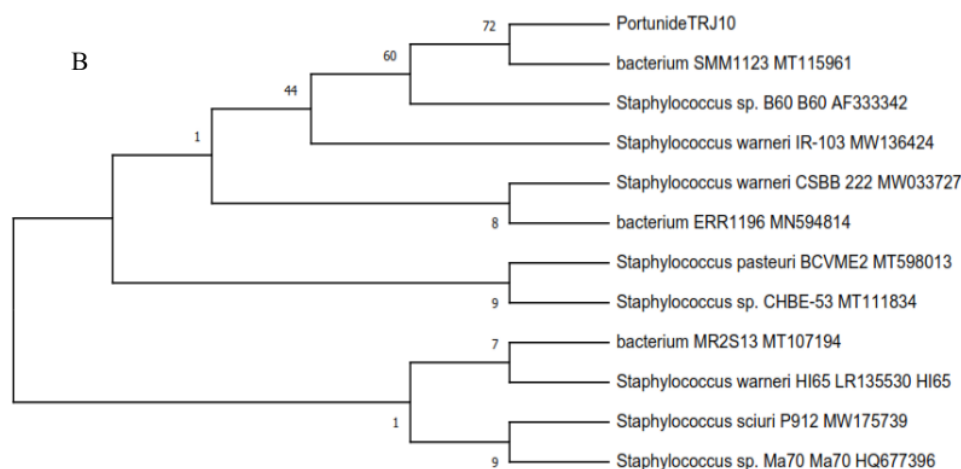 72
PortunideTRJ10
B
60
bacterium SMM1123 MT115961
44
Staphylococcus sp. B60 B60 AF333342
1
Staphylococcus warneri IR-103 MW136424
Staphylococcus warneri CSBB 222 MW033727
8
bacterium ERR1196 MN594814
Staphylococcus pasteuri BCVME2 MT598013
9
Staphylococcus sp. CHBE-53 MT111834
7
bacterium MR2S13 MT107194
Staphylococcus warneri HI65 LR135530 HI65
1
Staphylococcus sciuri P912 MW175739
9
Staphylococcus sp. Ma70 Ma70 HQ677396